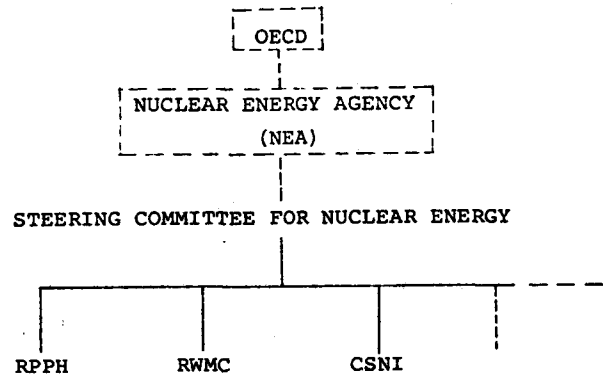 OECD
NUCLEAR ENERGY AGENCY
(NEA)
STEERING COMMITTEE FOR NUCLEAR ENERGY
RPPH RWMC CSNI